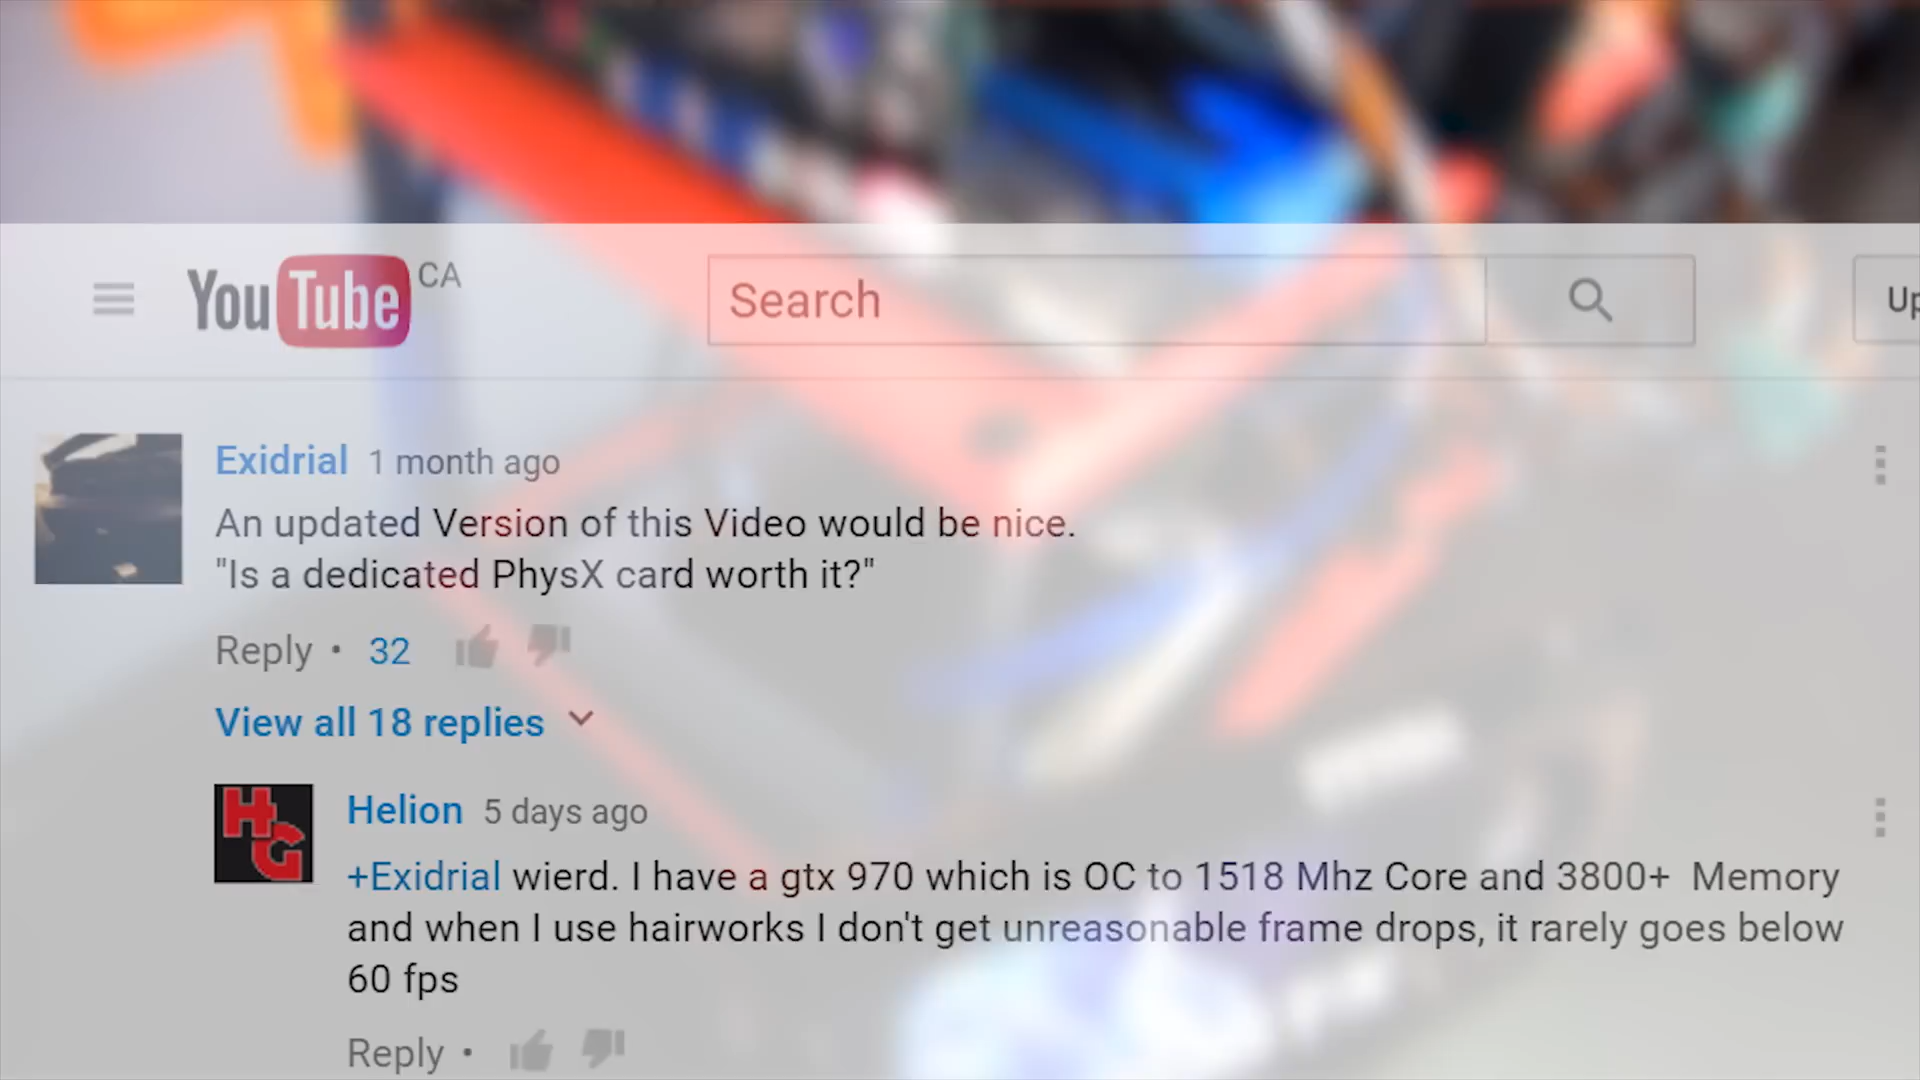 YouTube CA
Search
Up
Exidrial 1 month ago
An updated Version of this Video would be nice.
"Is a dedicated PhysX card worth it?"
Reply • 32
View all 18 replies
HG
Helion 5 days ago
+Exidrial wierd. I have a gtx 970 which is OC to 1518 Mhz Core and 3800+ Memory
and when I use hairworks I don't get unreasonable frame drops, it rarely goes below
60 fps
Reply •